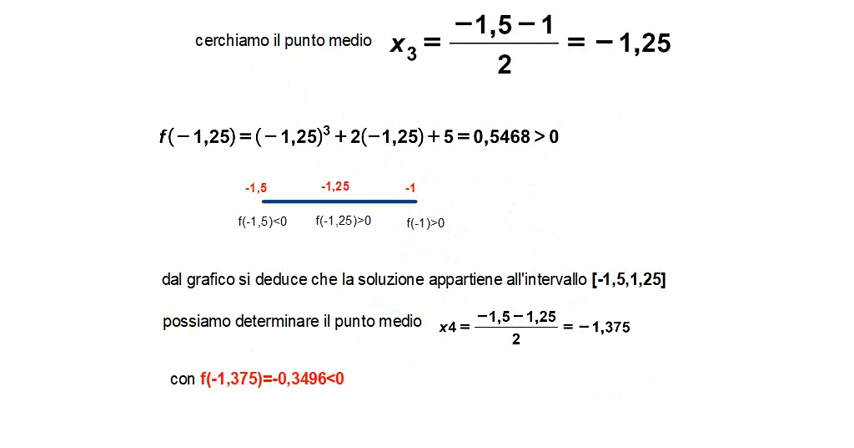 cerchiamo il punto medio x₃ = (−1,5 − 1)/2 = −1,25
f(−1,25)=(−1,25)³+2(−1,25)+5=0,5468>0
-1,5 -1,25 -1
f(-1,5)<0 f(-1,25)>0 f(-1)>0
dal grafico si deduce che la soluzione appartiene all'intervallo [-1,5,1,25]
possiamo determinare il punto medio x4 = (−1,5−1,25)/2 = −1,375
con f(-1,375)=-0,3496<0